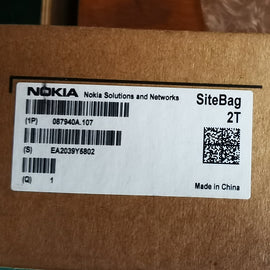 NOKIA Nokia Solutions and Networks
SiteBag
2T
(1P) 087940A.107
(S) EA2039Y5802
(Q) 1
Made in China